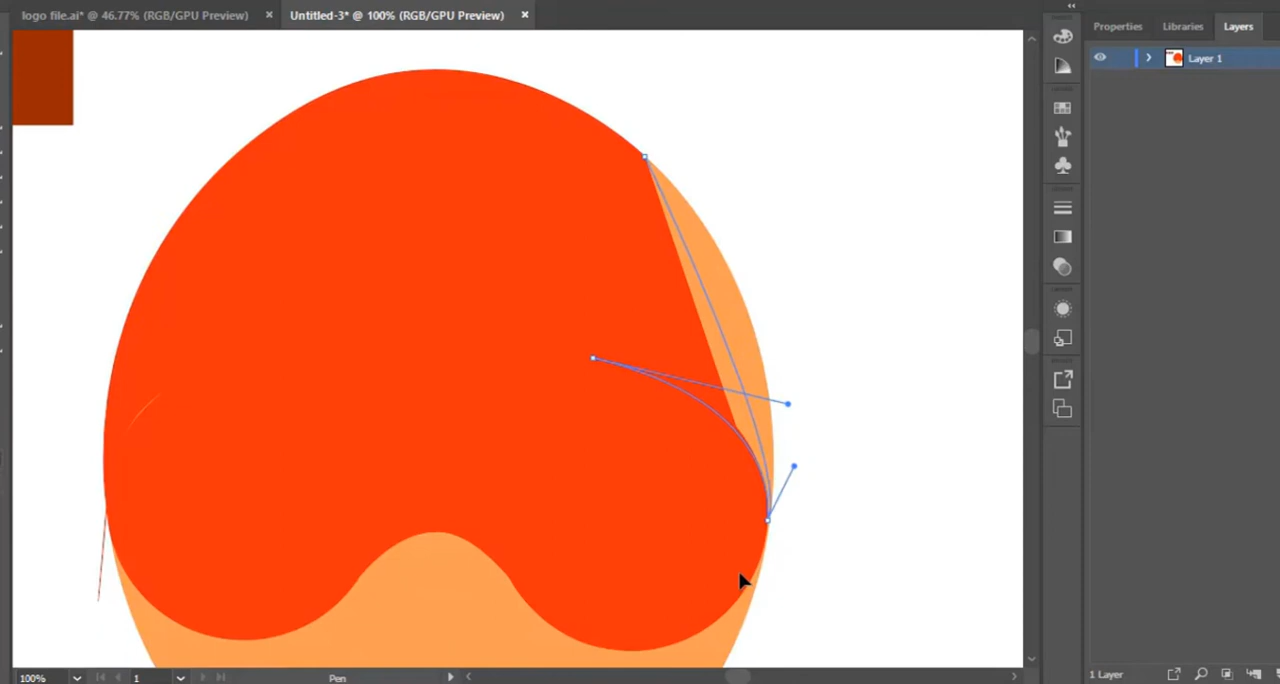 logo file.ai* @ 46.77% (RGB/GPU Preview)
Untitled-3* @ 100% (RGB/GPU Preview)
Properties
Libraries
Layers
Layer 1
100%
1
Pen
1 Layer